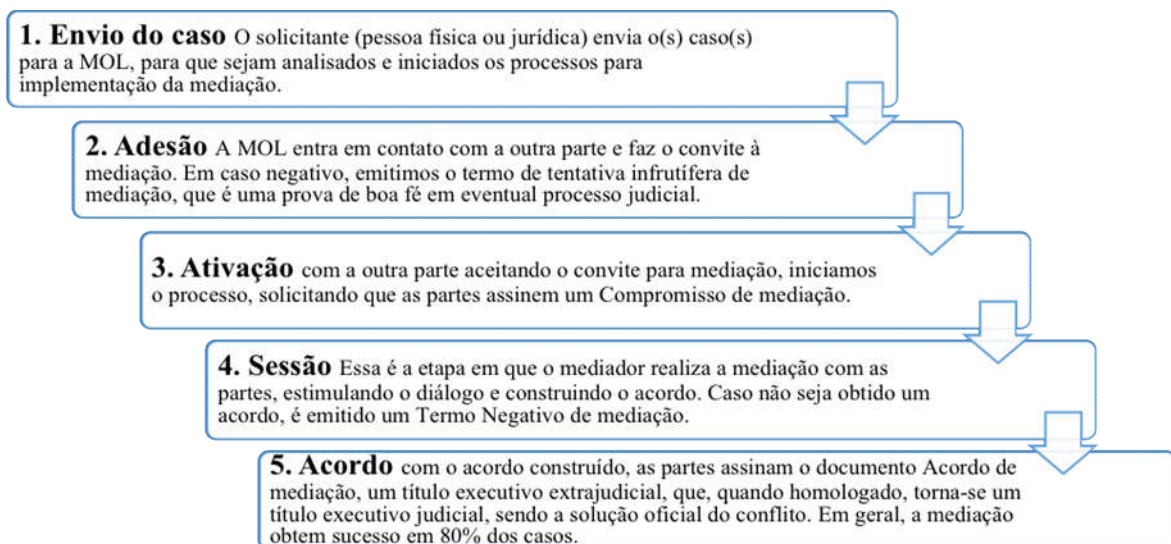 1. Envio do caso O solicitante (pessoa física ou jurídica) envia o(s) caso(s)
para a MOL, para que sejam analisados e iniciados os processos para
implementação da mediação.
2. Adesão A MOL entra em contato com a outra parte e faz o convite à
mediação. Em caso negativo, emitimos o termo de tentativa infrutífera de
mediação, que é uma prova de boa fé em eventual processo judicial.
3. Ativação com a outra parte aceitando o convite para mediação, iniciamos
o processo, solicitando que as partes assinem um Compromisso de mediação.
4. Sessão Essa é a etapa em que o mediador realiza a mediação com as
partes, estimulando o diálogo e construindo o acordo. Caso não seja obtido um
acordo, é emitido um Termo Negativo de mediação.
5. Acordo com o acordo construído, as partes assinam o documento Acordo de
mediação, um título executivo extrajudicial, que, quando homologado, torna-se um
título executivo judicial, sendo a solução oficial do conflito. Em geral, a mediação
obtem sucesso em 80% dos casos.